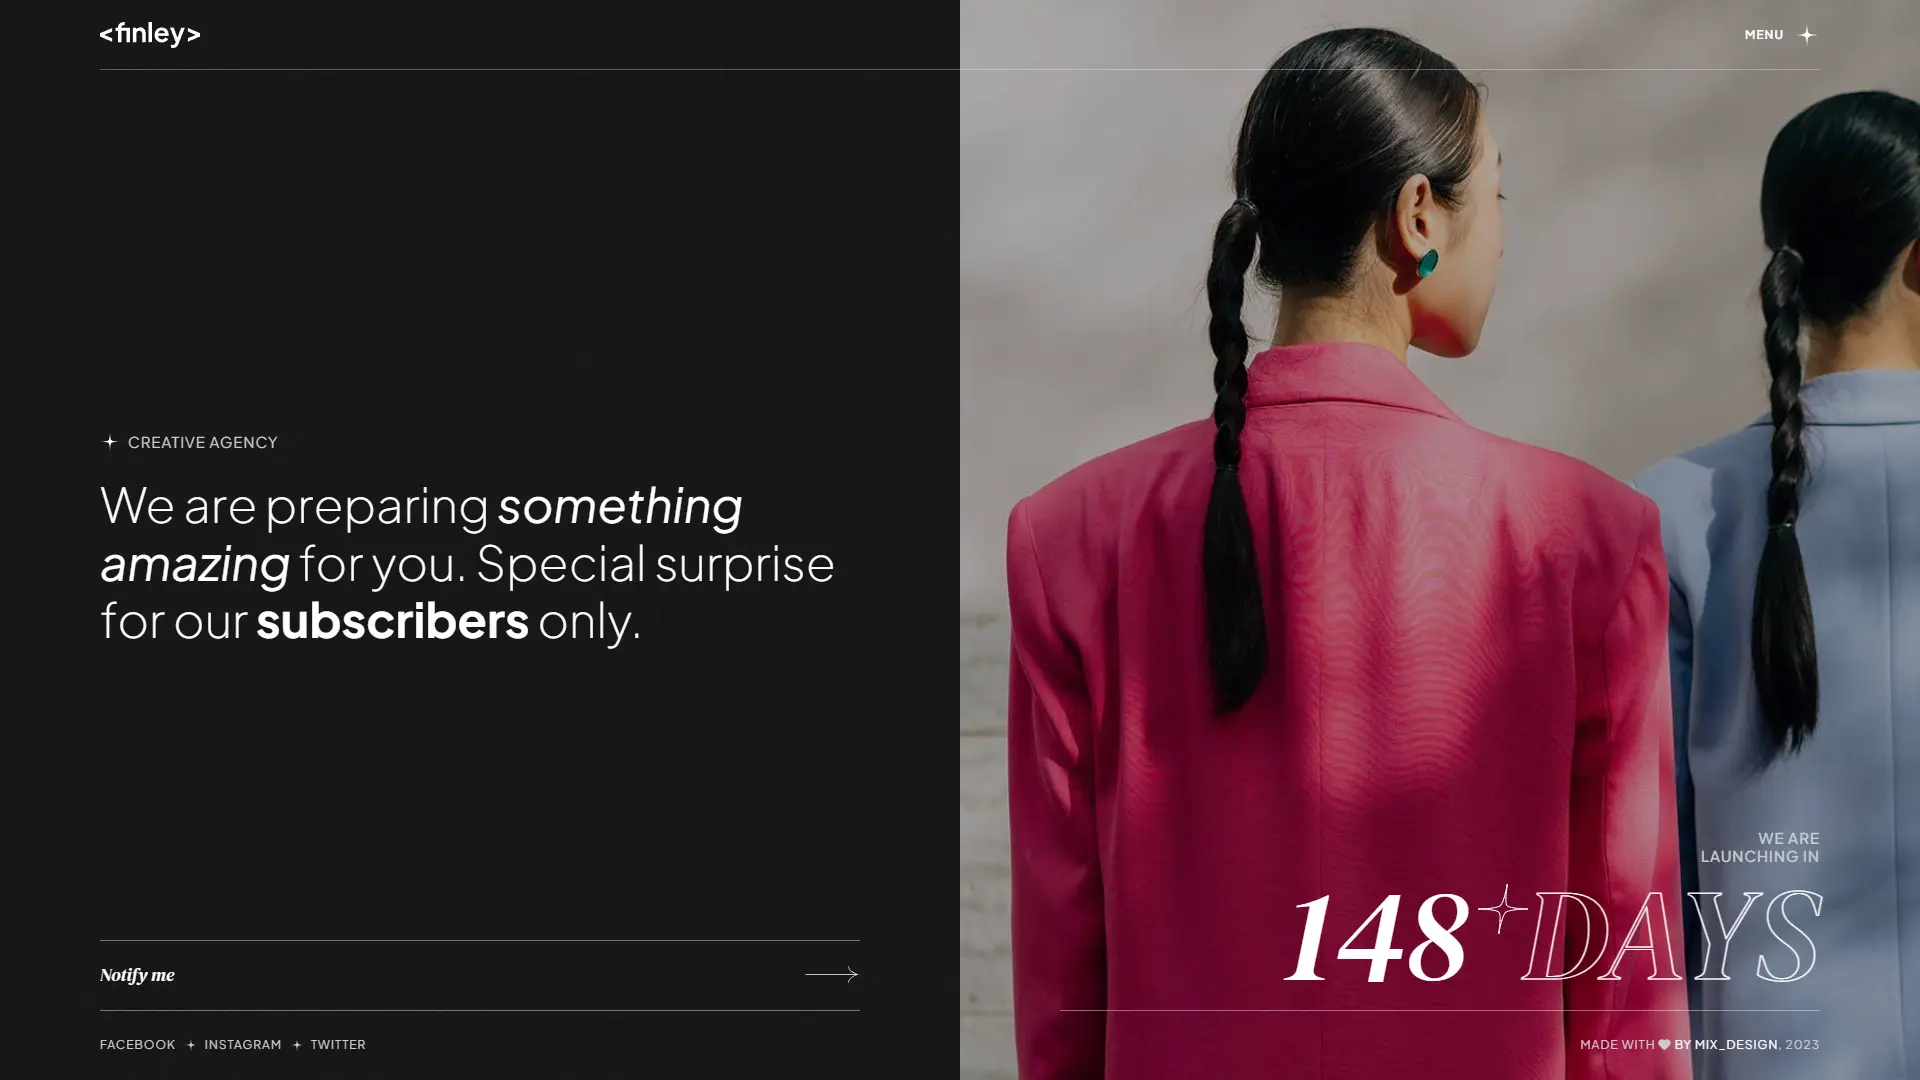 <finley>
MENU
CREATIVE AGENCY
We are preparing something
amazing for you. Special surprise
for our subscribers only.
Notify me
FACEBOOK INSTAGRAM TWITTER
WE ARE
LAUNCHING IN
148 DAYS
MADE WITH ♥ BY MIX_DESIGN, 2023